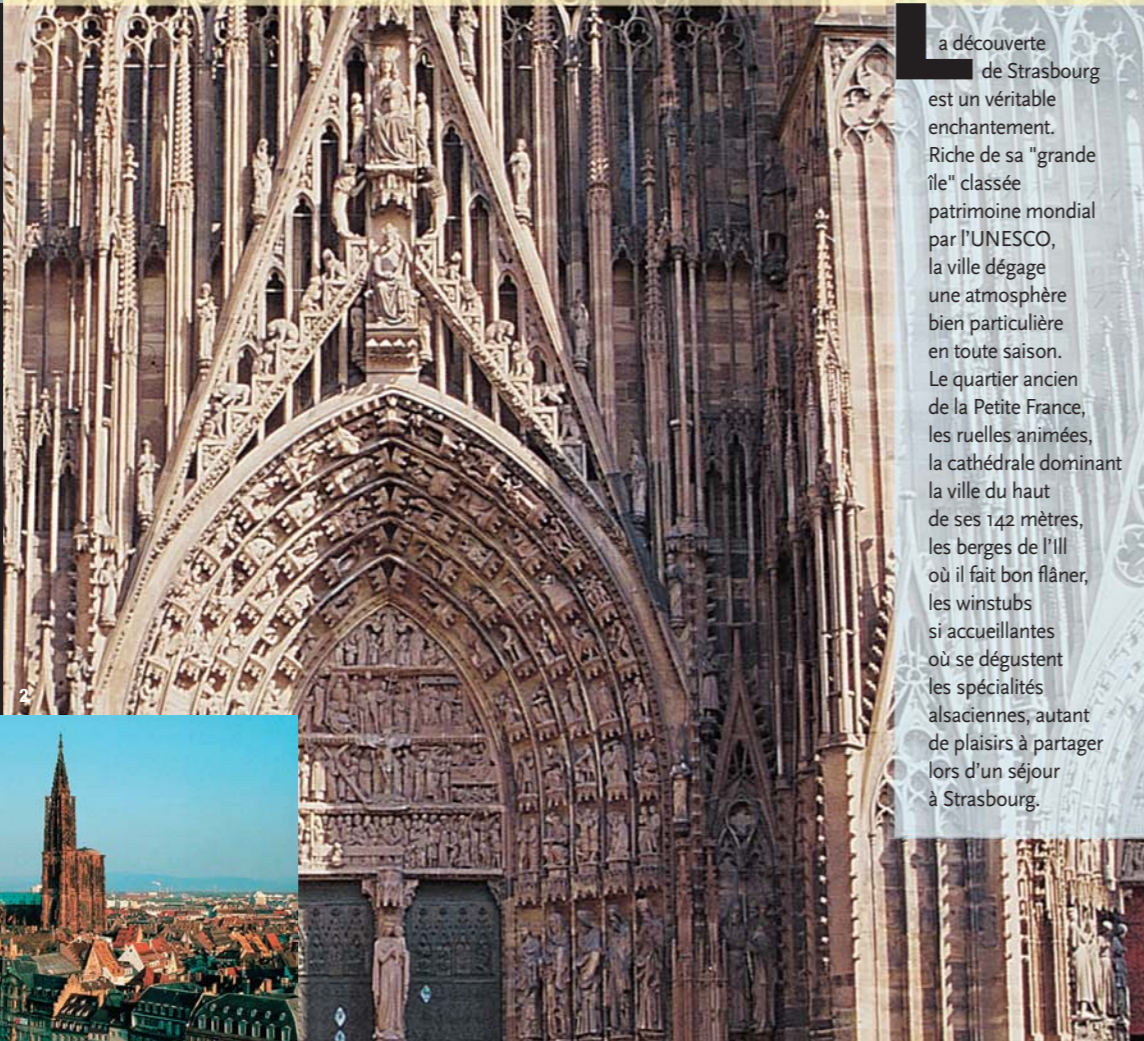 La découverte
de Strasbourg
est un véritable
enchantement.
Riche de sa "grande
île" classée
patrimoine mondial
par l'UNESCO,
la ville dégage
une atmosphère
bien particulière
en toute saison.
Le quartier ancien
de la Petite France,
les ruelles animées,
la cathédrale dominant
la ville du haut
de ses 142 mètres,
les berges de l'Ill
où il fait bon flâner,
les winstubs
si accueillantes
où se dégustent
les spécialités
alsaciennes, autant
de plaisirs à partager
lors d'un séjour
à Strasbourg.
2